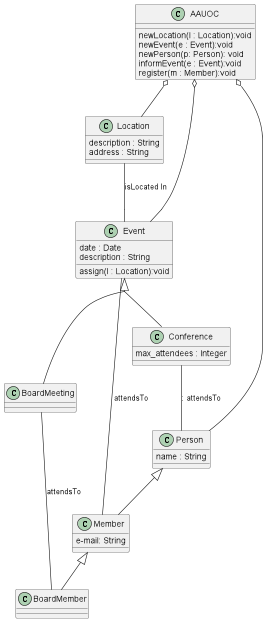 C AAUOC
newLocation(l : Location):void
newEvent(e : Event):void
newPerson(p: Person): void
informEvent(e : Event):void
register(m : Member):void
C Location
description : String
address : String
isLocated In
C Event
date : Date
description : String
assign(l : Location):void
C Conference
max_attendees : Integer
C BoardMeeting
attendsTo
: attendsTo
C Person
name : String
attendsTo
C Member
e-mail: String
C BoardMember